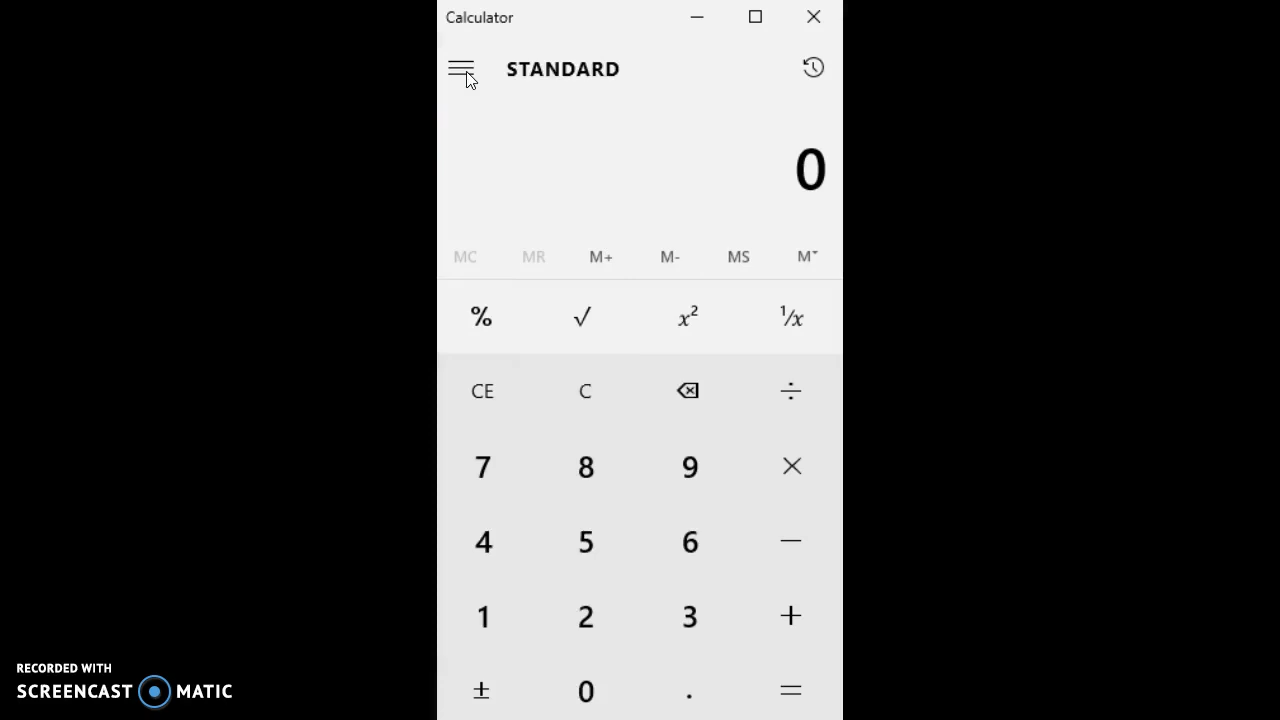 Calculator
STANDARD
0
MC MR M+ M- MS M˅
% √ x² ¹/x
CE C ÷
7 8 9 ×
4 5 6 −
1 2 3 +
± 0 . =
RECORDED WITH
SCREENCAST MATIC